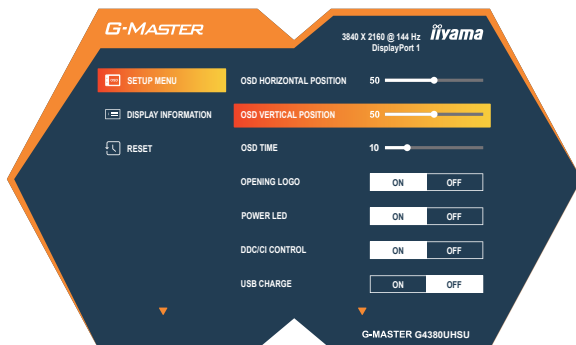 G-MASTER
3840 X 2160 @ 144 Hz
DisplayPort 1
iiyama
SETUP MENU
DISPLAY INFORMATION
RESET
OSD HORIZONTAL POSITION 50
OSD VERTICAL POSITION 50
OSD TIME 10
OPENING LOGO ON OFF
POWER LED ON OFF
DDC/CI CONTROL ON OFF
USB CHARGE ON OFF
G-MASTER G4380UHSU